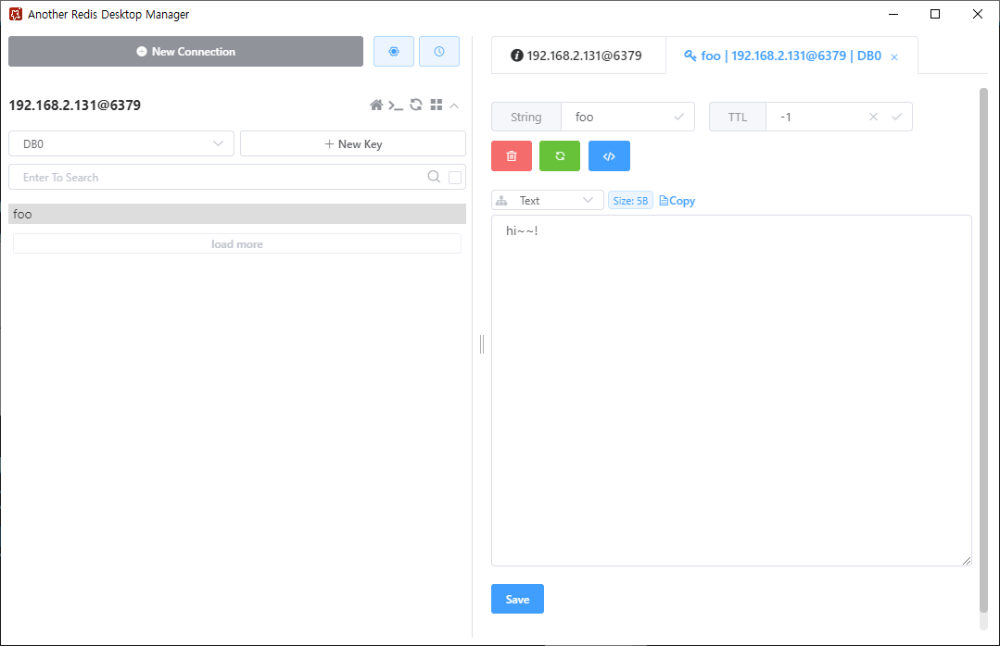 Another Redis Desktop Manager
New Connection
192.168.2.131@6379
DB0
+ New Key
Enter To Search
foo
load more
192.168.2.131@6379
foo | 192.168.2.131@6379 | DB0
String
foo
TTL
-1
Text
Size: 5B
Copy
hi~~!
Save